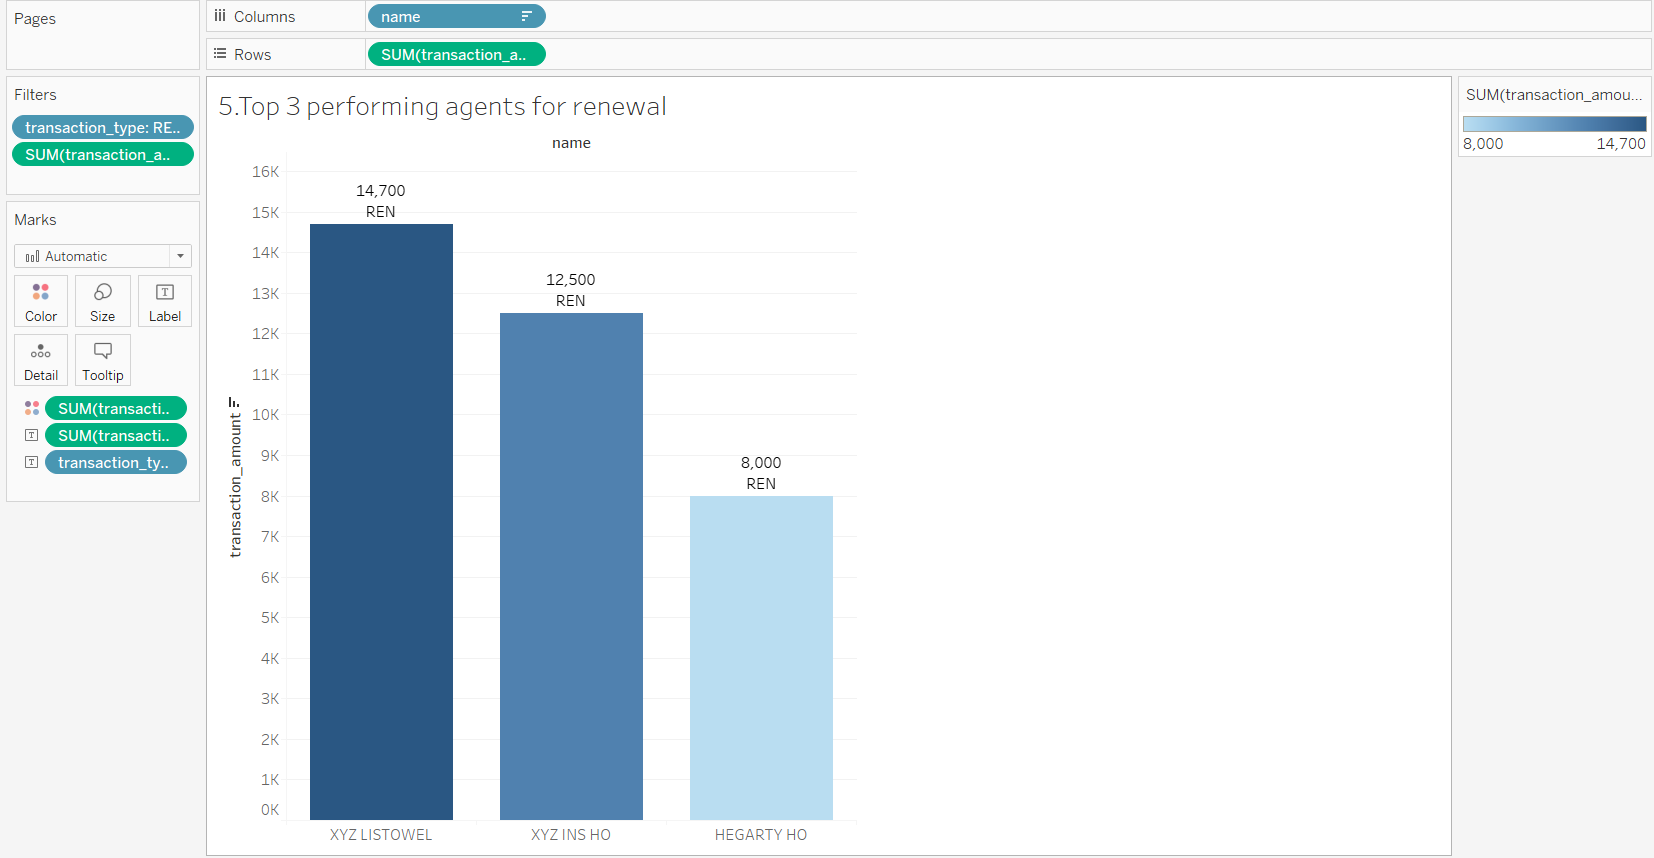 Pages
Columns
name
Rows
SUM(transaction_a..
Filters
transaction_type: RE..
SUM(transaction_a..
Marks
Automatic
Color
Size
Label
Detail
Tooltip
SUM(transacti..
SUM(transacti..
transaction_ty..
5.Top 3 performing agents for renewal
name
transaction_amount
16K
15K
14K
13K
12K
11K
10K
9K
8K
7K
6K
5K
4K
3K
2K
1K
0K
14,700
REN
12,500
REN
8,000
REN
XYZ LISTOWEL
XYZ INS HO
HEGARTY HO
SUM(transaction_amou...
8,000
14,700